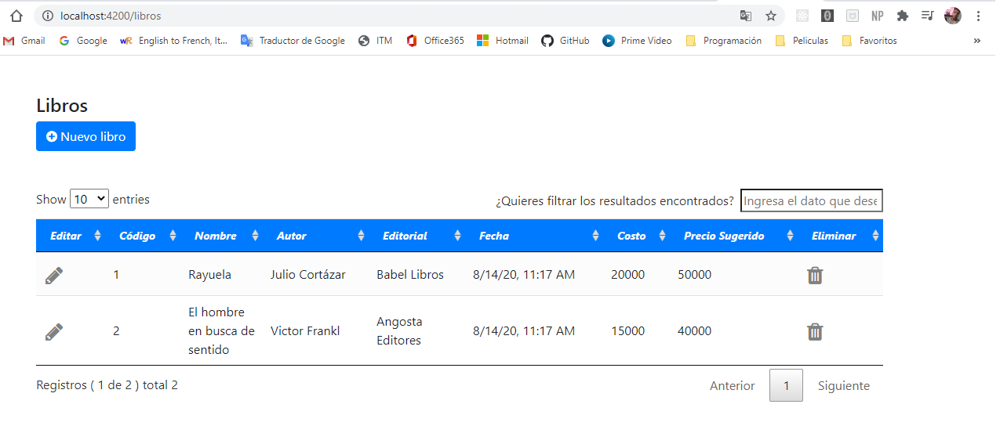 localhost:4200/libros
NP
Gmail Google English to French, It... Traductor de Google ITM Office365 Hotmail GitHub Prime Video Programación Peliculas Favoritos »
Libros
Nuevo libro
Show 10 entries
¿Quieres filtrar los resultados encontrados? Ingresa el dato que dese
Editar Código Nombre Autor Editorial Fecha Costo Precio Sugerido Eliminar
1 Rayuela Julio Cortázar Babel Libros 8/14/20, 11:17 AM 20000 50000
2 El hombre en busca de sentido Victor Frankl Angosta Editores 8/14/20, 11:17 AM 15000 40000
Registros ( 1 de 2 ) total 2
Anterior 1 Siguiente